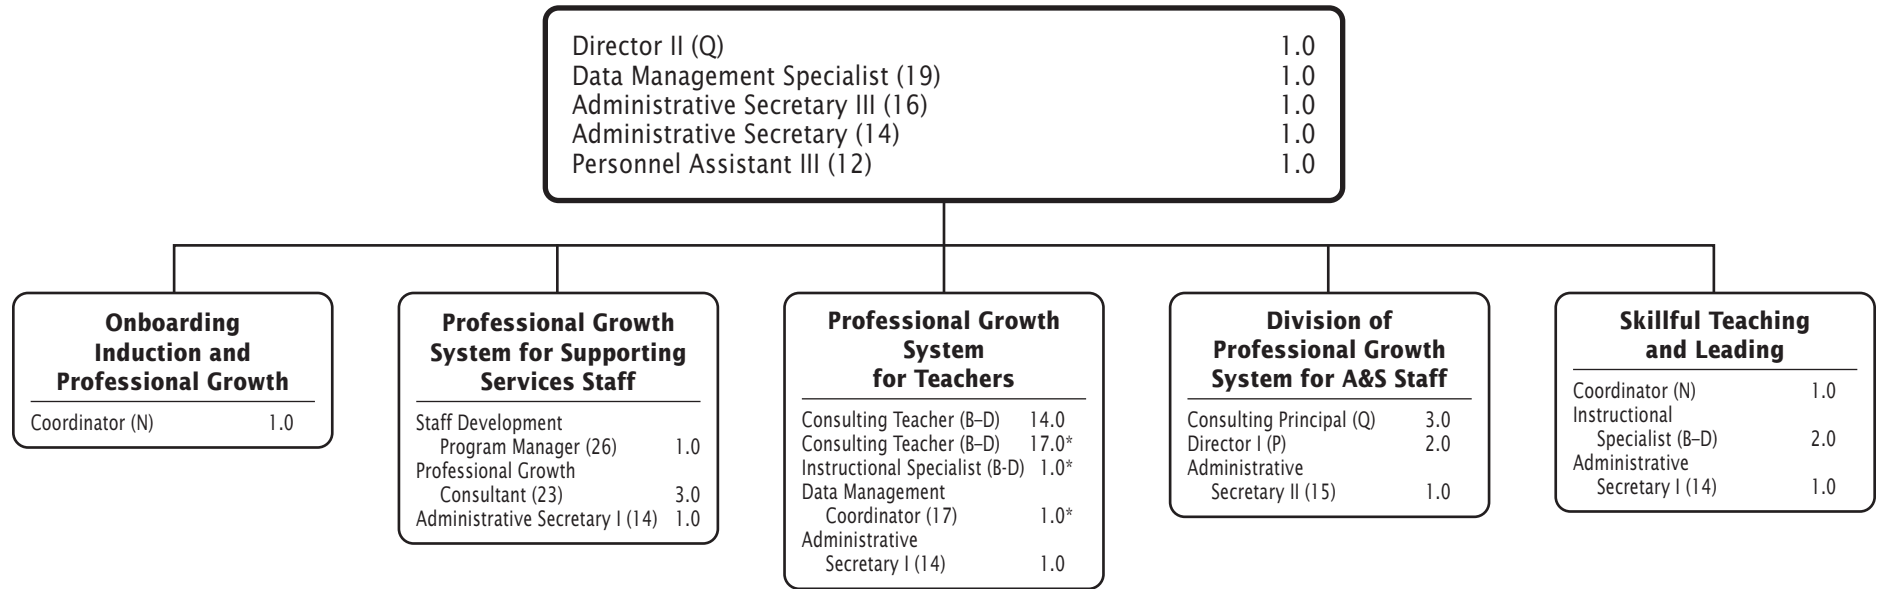 Director II (Q) 1.0
Data Management Specialist (19) 1.0
Administrative Secretary III (16) 1.0
Administrative Secretary (14) 1.0
Personnel Assistant III (12) 1.0
Onboarding
Induction and
Professional Growth
Coordinator (N) 1.0
Professional Growth
System for Supporting
Services Staff
Staff Development
Program Manager (26) 1.0
Professional Growth
Consultant (23) 3.0
Administrative Secretary I (14) 1.0
Professional Growth
System
for Teachers
Consulting Teacher (B–D) 14.0
Consulting Teacher (B–D) 17.0*
Instructional Specialist (B-D) 1.0*
Data Management
Coordinator (17) 1.0*
Administrative
Secretary I (14) 1.0
Division of
Professional Growth
System for A&S Staff
Consulting Principal (Q) 3.0
Director I (P) 2.0
Administrative
Secretary II (15) 1.0
Skillful Teaching
and Leading
Coordinator (N) 1.0
Instructional
Specialist (B–D) 2.0
Administrative
Secretary I (14) 1.0